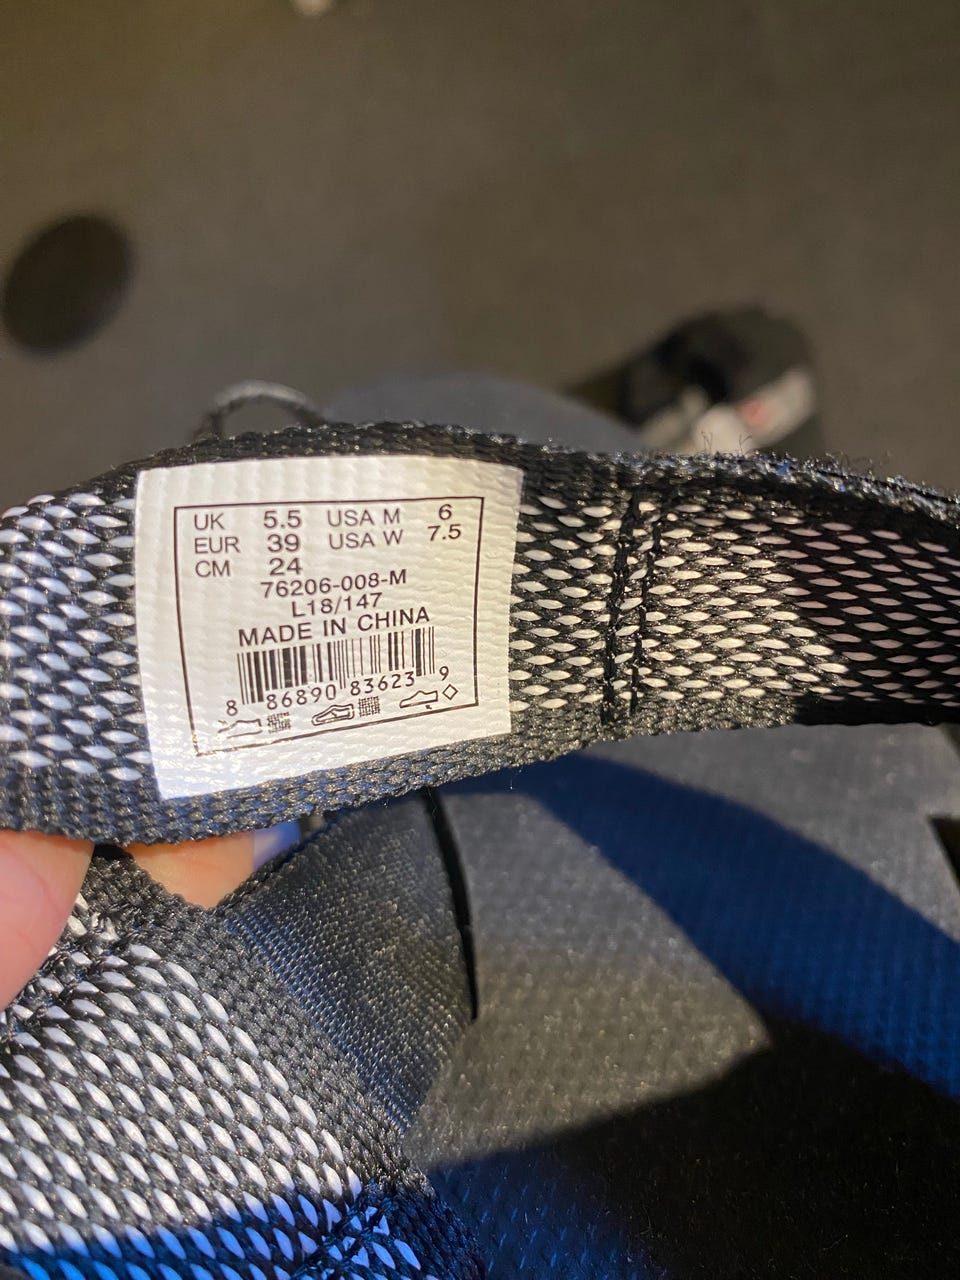 UK 5.5 USA M 6
EUR 39 USA W 7.5
CM 24
76206-008-M
L18/147
MADE IN CHINA
8 86890 83623 9